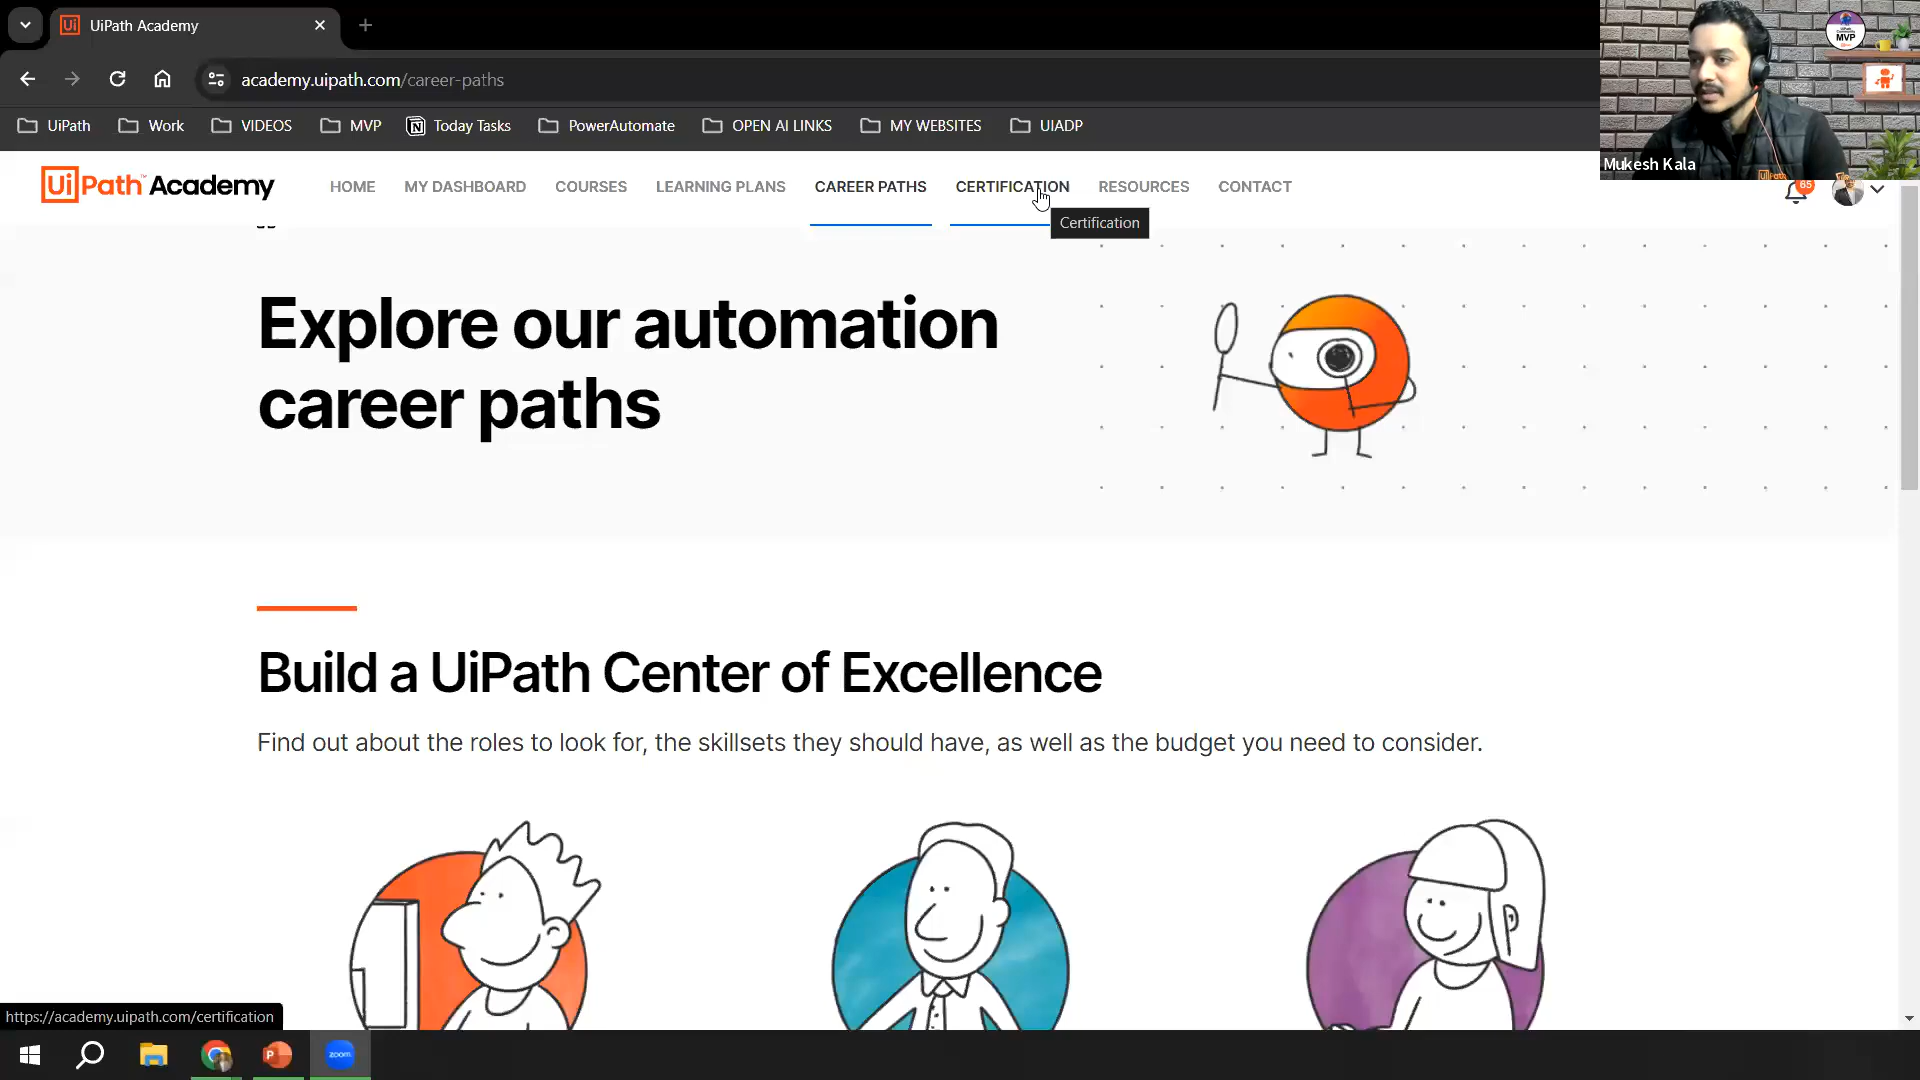 UiPath Academy
academy.uipath.com/career-paths
UiPath Work VIDEOS MVP Today Tasks PowerAutomate OPEN AI LINKS MY WEBSITES UIADP
MVP
Mukesh Kala
UiPath Academy HOME MY DASHBOARD COURSES LEARNING PLANS CAREER PATHS CERTIFICATION RESOURCES CONTACT
65
Certification
Explore our automation
career paths
Build a UiPath Center of Excellence
Find out about the roles to look for, the skillsets they should have, as well as the budget you need to consider.
https://academy.uipath.com/certification
zoom